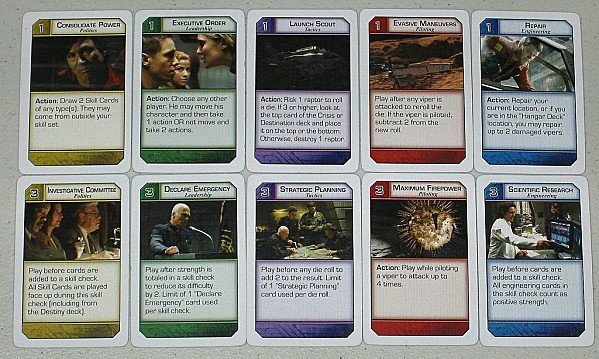 1 Consolidate Power
Politics
Action: Draw 2 Skill Cards
of any type(s). They may
come from outside your
skill set.
1 Executive Order
Leadership
Action: Choose any other
player. He may move his
character and then take
1 action OR not move and
take 2 actions.
1 Launch Scout
Tactics
Action: Risk 1 raptor to roll
a die. If 3 or higher, look at
the top card of the Crisis or
Destination deck and place
it on the top or the bottom.
Otherwise, destroy 1 raptor.
1 Evasive Maneuvers
Piloting
Play after any viper is
attacked to reroll the
die. If the viper is piloted,
subtract 2 from the
new roll.
1 Repair
Engineering
Action: Repair your
current location, or if you
are in the "Hangar Deck"
location, you may repair
up to 2 damaged vipers.
3 Investigative Committee
Politics
Play before cards are
added to a skill check.
All Skill Cards are played
face up during this skill
check (including from
the Destiny deck).
3 Declare Emergency
Leadership
Play after strength is
totaled in a skill check
to reduce its difficulty
by 2. Limit of 1 "Declare
Emergency" card used
per skill check.
3 Strategic Planning
Tactics
Play before any die roll to
add 2 to the result. Limit
of 1 "Strategic Planning"
card used per die roll.
Maximum Firepower
Piloting
Action: Play while piloting
a viper to attack up to
4 times.
3 Scientific Research
Engineering
Play before cards are
added to a skill check.
All engineering cards in
the skill check count as
positive strength.